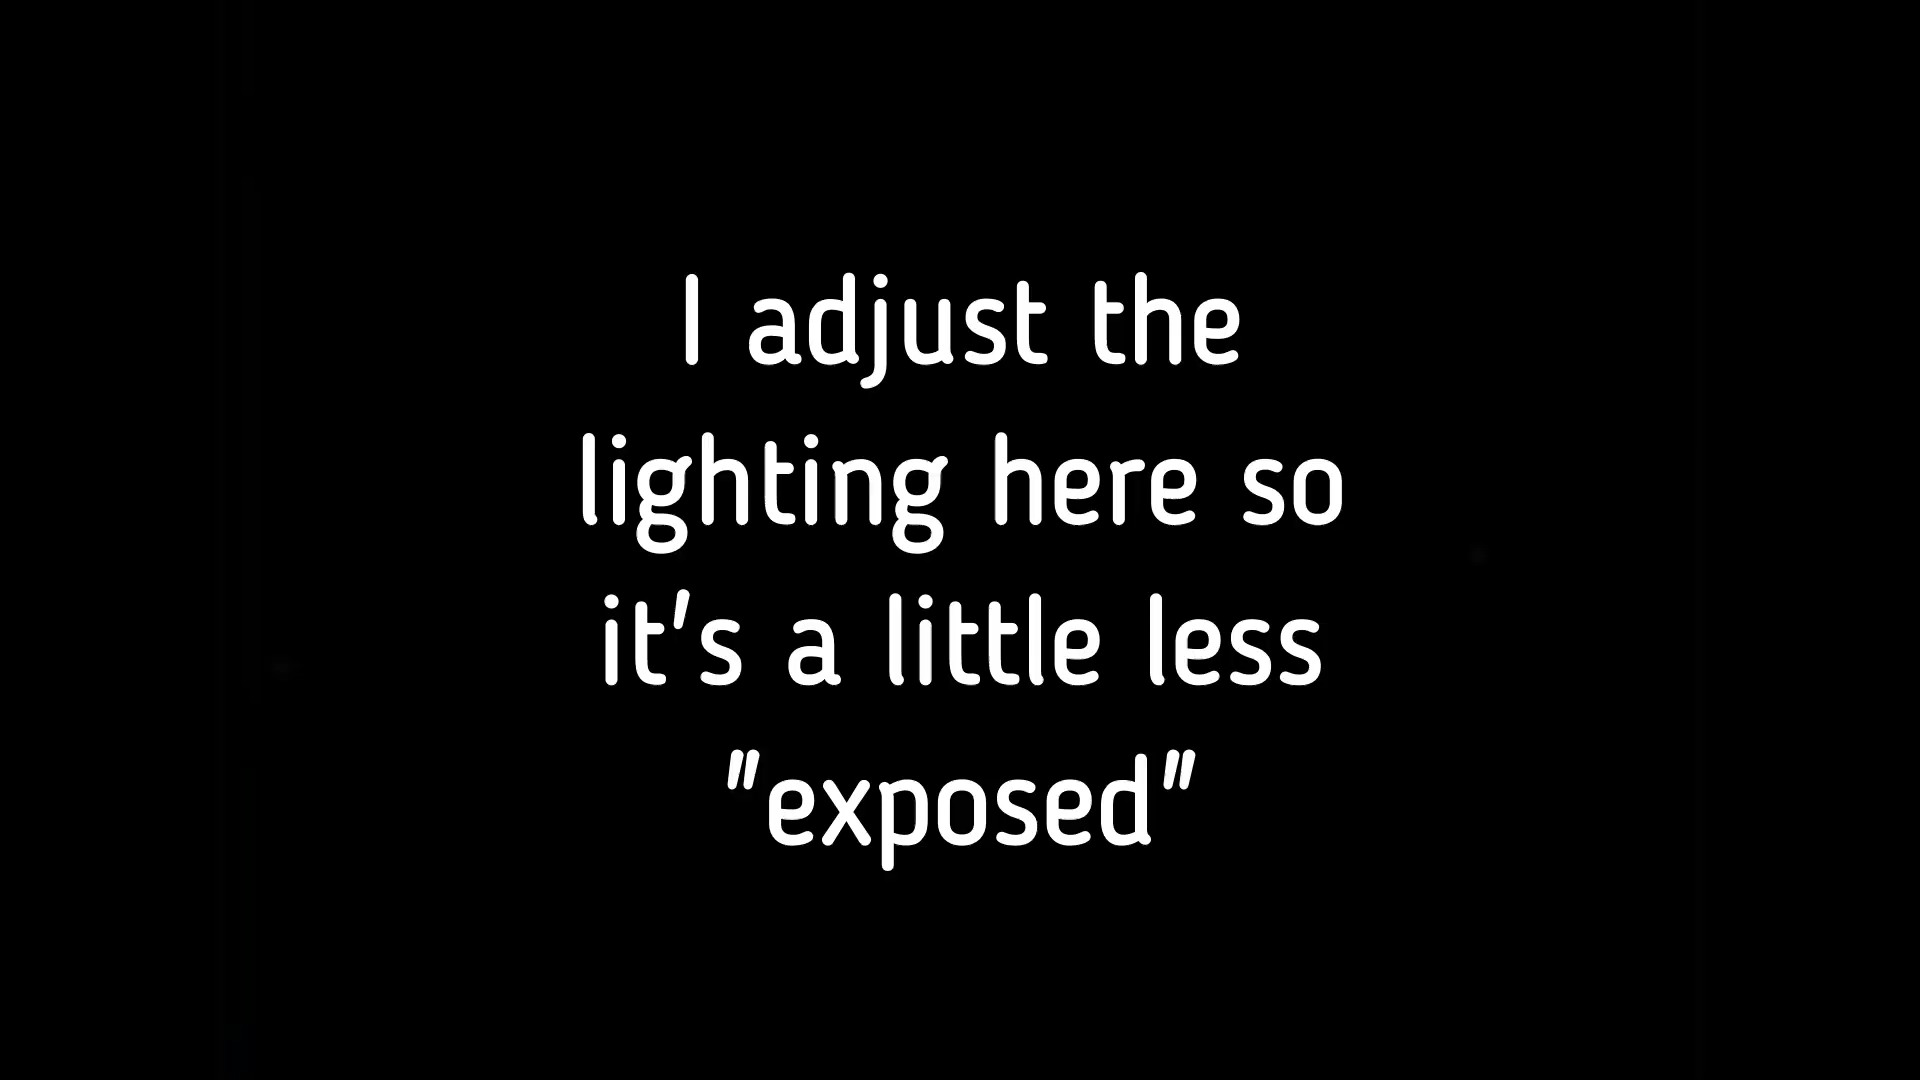 I adjust the
lighting here so
it's a little less
"exposed"